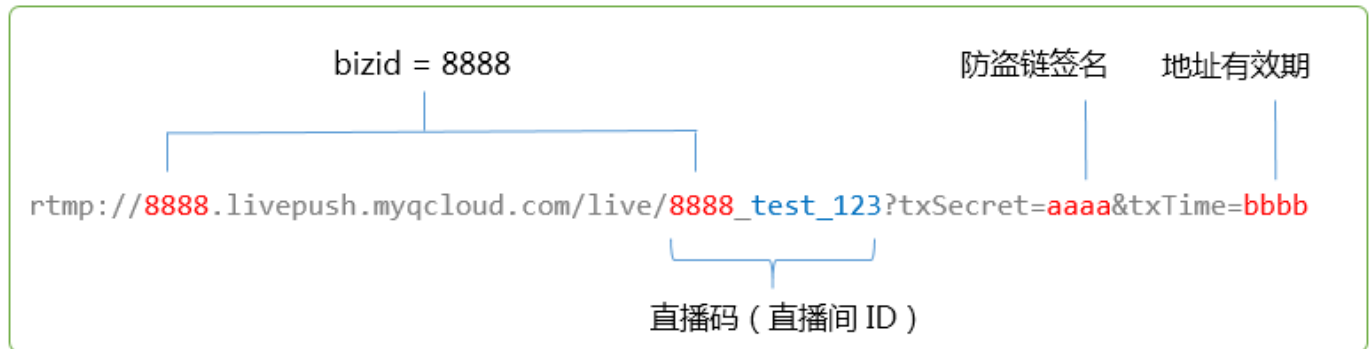 bizid = 8888
防盗链签名
地址有效期
rtmp://8888.livepush.myqcloud.com/live/8888_test_123?txSecret=aaaa&txTime=bbbb
直播码（直播间 ID）